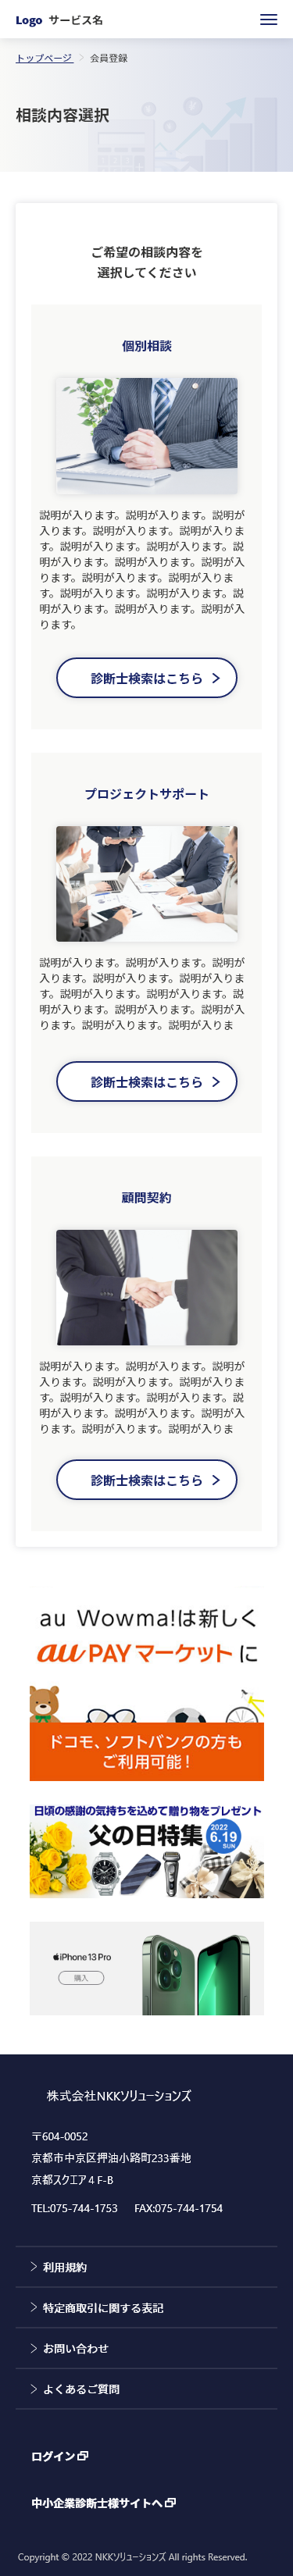 Logo サービス名
トップページ 会員登録
相談内容選択
ご希望の相談内容を
選択してください
個別相談
説明が入ります。説明が入ります。説明が
入ります。説明が入ります。説明が入りま
す。説明が入ります。説明が入ります。説
明が入ります。説明が入ります。説明が入
ります。説明が入ります。説明が入りま
す。説明が入ります。説明が入ります。説
明が入ります。説明が入ります。説明が入
ります。
診断士検索はこちら
プロジェクトサポート
説明が入ります。説明が入ります。説明が
入ります。説明が入ります。説明が入りま
す。説明が入ります。説明が入ります。説
明が入ります。説明が入ります。説明が入
ります。説明が入ります。説明が入りま
診断士検索はこちら
顧問契約
説明が入ります。説明が入ります。説明が
入ります。説明が入ります。説明が入りま
す。説明が入ります。説明が入ります。説
明が入ります。説明が入ります。説明が入
ります。説明が入ります。説明が入りま
診断士検索はこちら
au Wowma!は新しく
au PAY マーケット に
ドコモ、ソフトバンクの方も
ご利用可能!
日頃の感謝の気持ちを込めて贈り物をプレゼント
父の日特集 2022 6.19 SUN
iPhone 13 Pro
購入
株式会社NKKソリューションズ
〒604-0052
京都市中京区押油小路町233番地
京都スクエア4 F-B
TEL:075-744-1753 FAX:075-744-1754
利用規約
特定商取引に関する表記
お問い合わせ
よくあるご質問
ログイン
中小企業診断士様サイトへ
Copyright © 2022 NKKソリューションズ All rights Reserved.